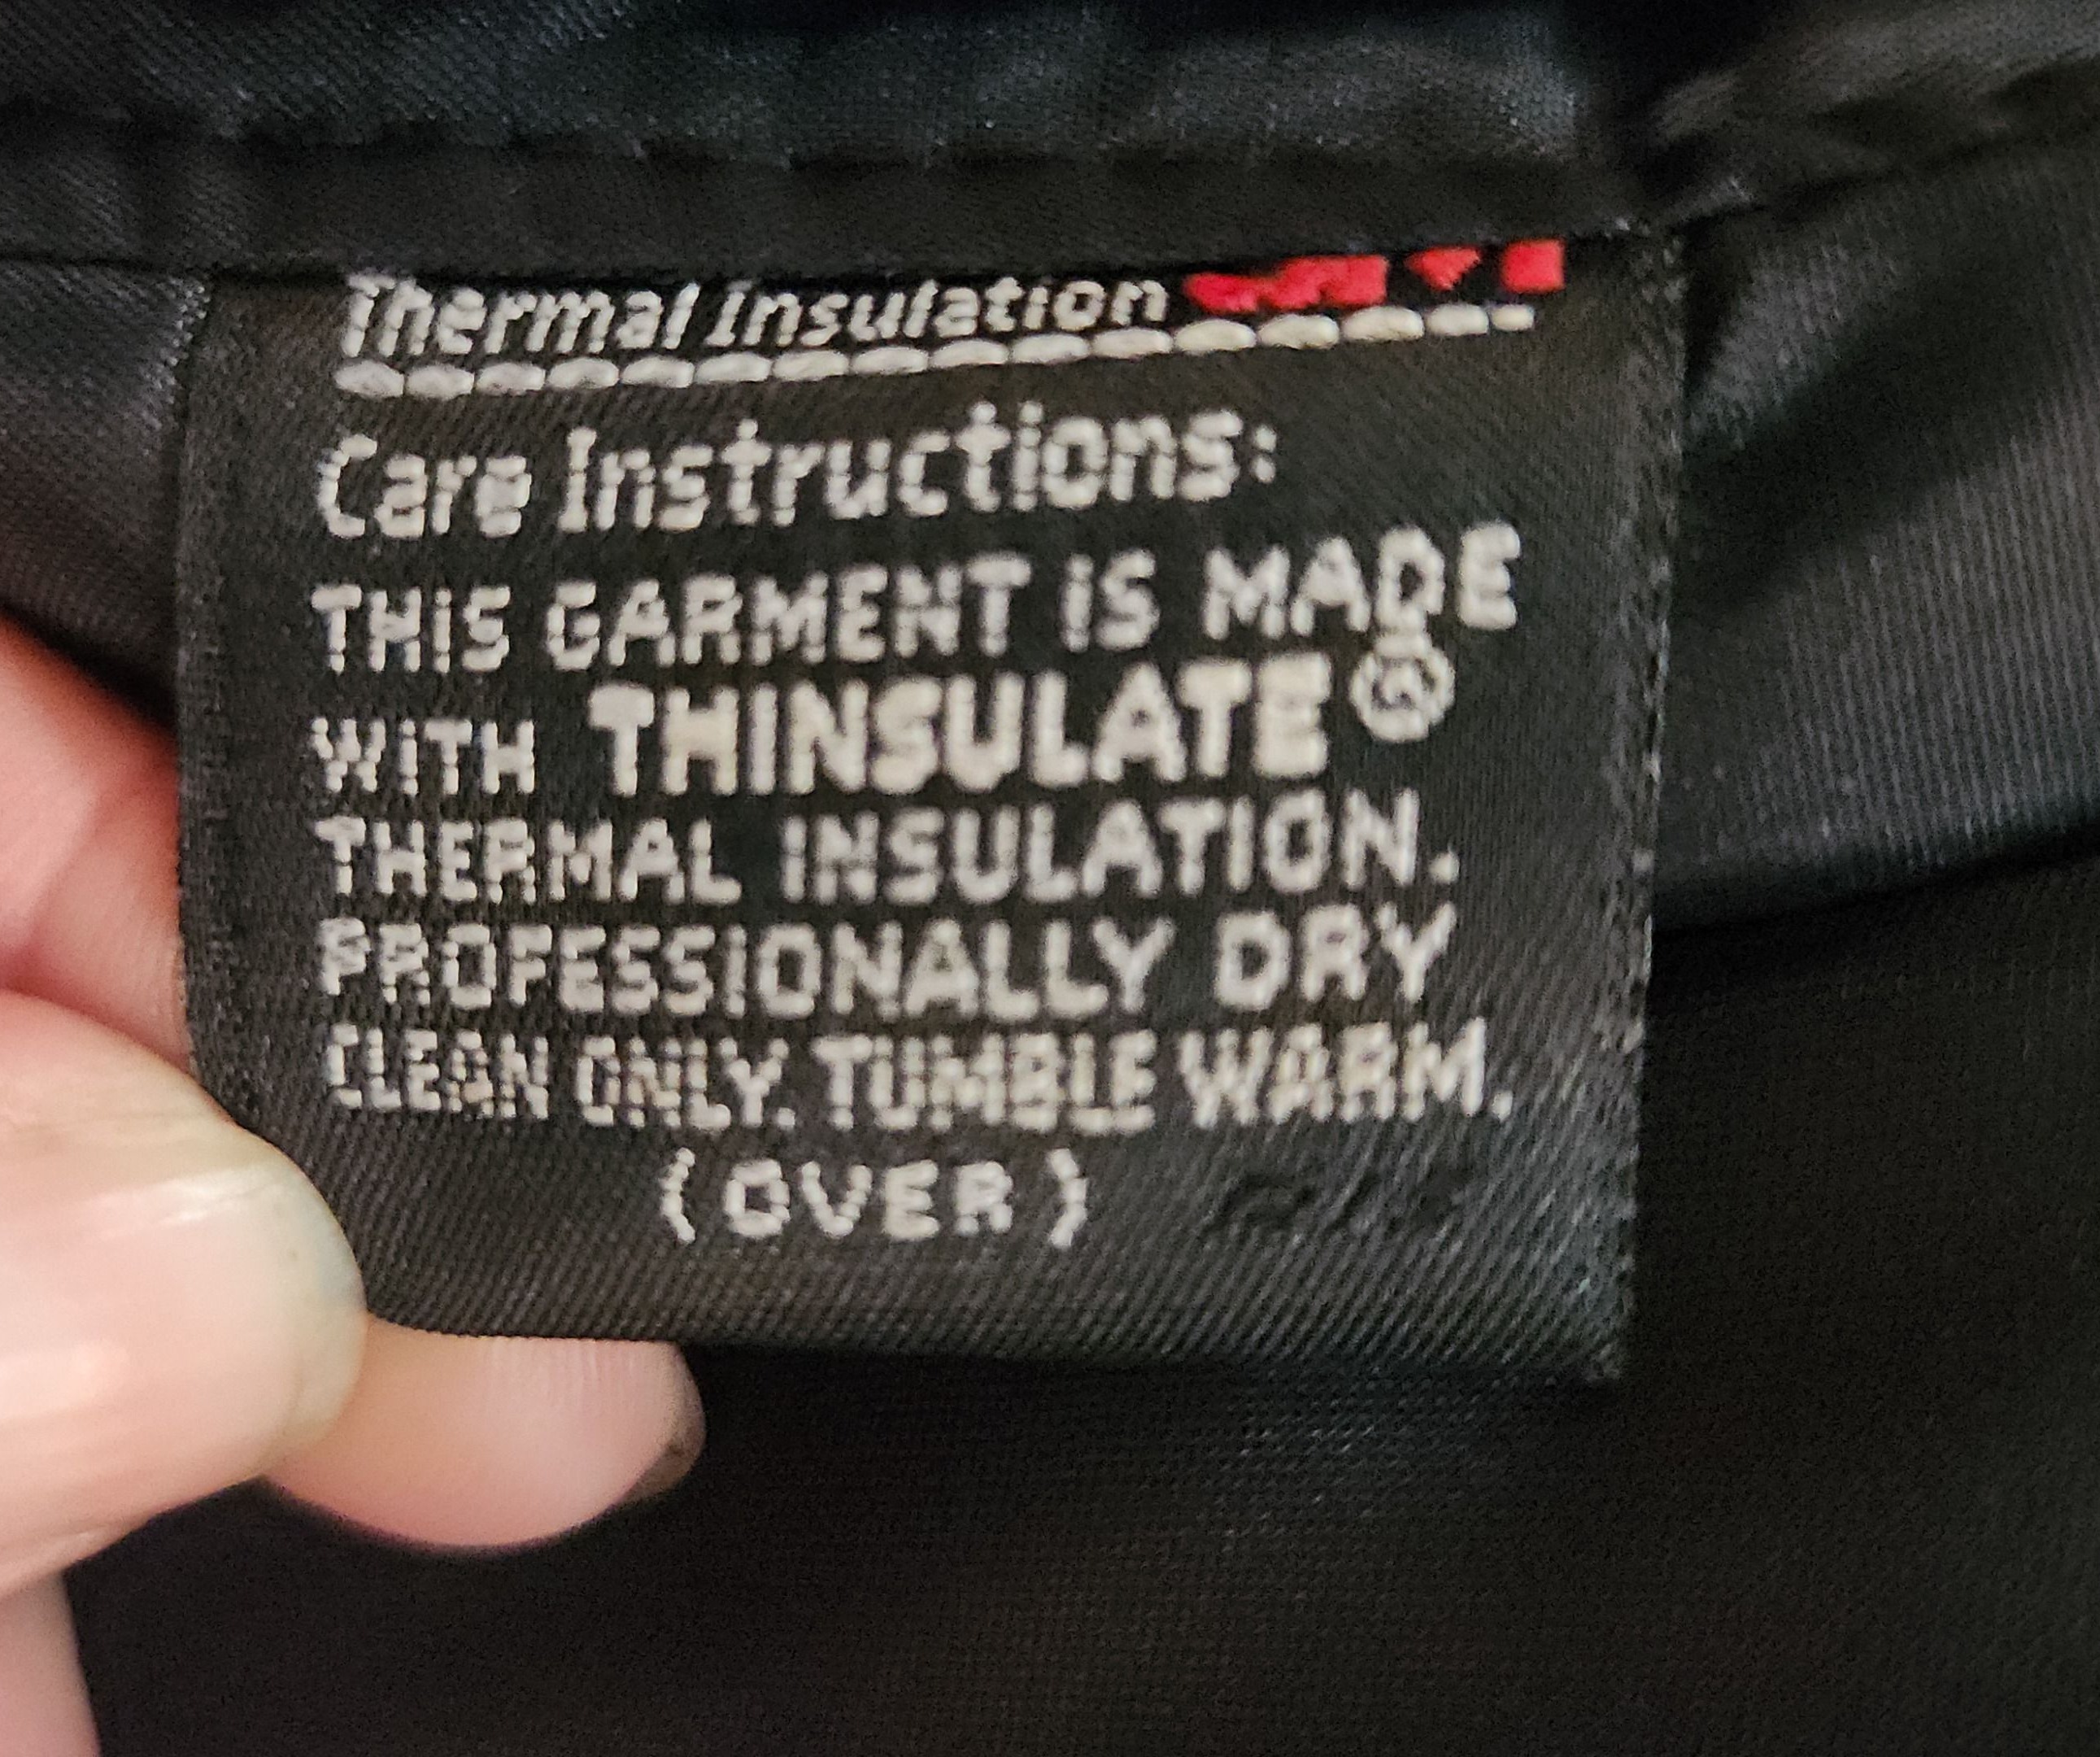 Thermal Insulation
Care Instructions:
THIS GARMENT IS MADE
WITH THINSULATE®
THERMAL INSULATION.
PROFESSIONALLY DRY
CLEAN ONLY. TUMBLE WARM.
(OVER)